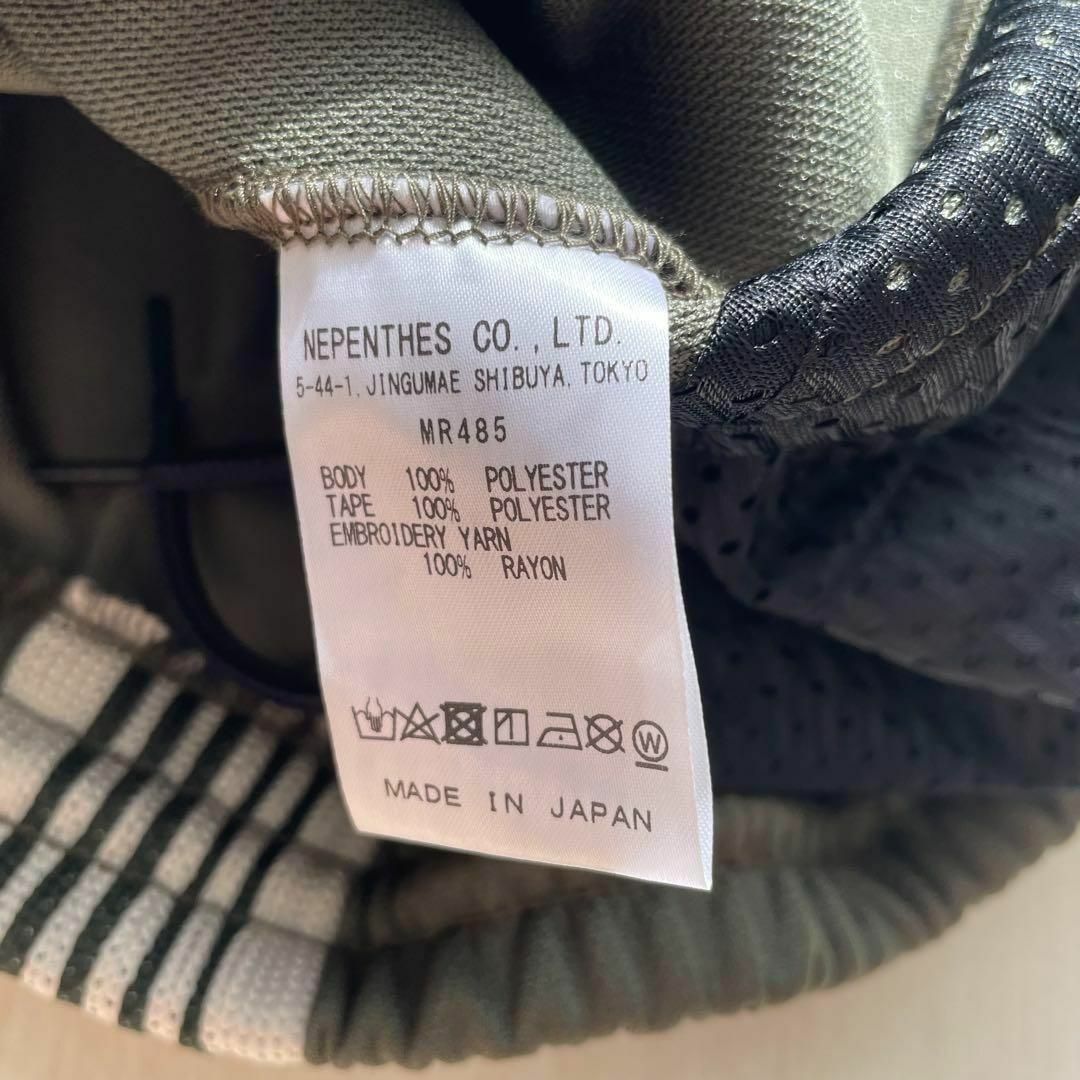 NEPENTHES CO., LTD.
5-44-1, JINGUMAE SHIBUYA, TOKYO
MR485
BODY 100% POLYESTER
TAPE 100% POLYESTER
EMBROIDERY YARN
100% RAYON
W
MADE IN JAPAN